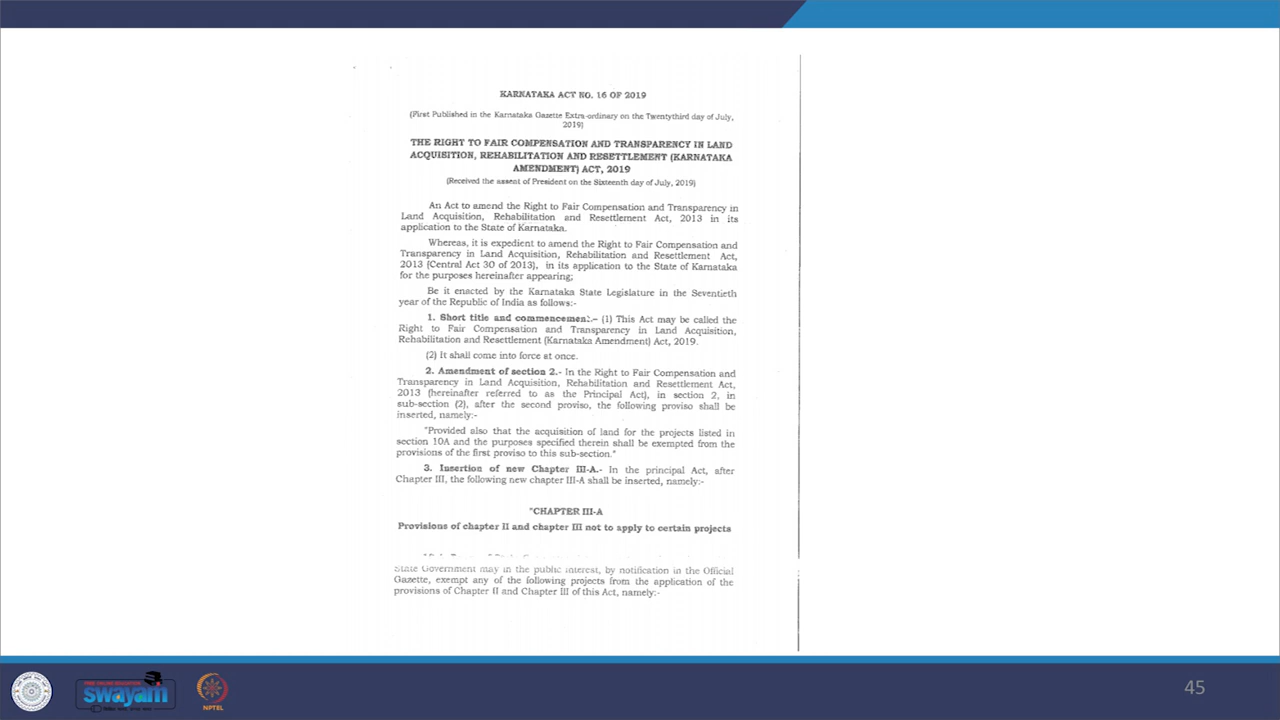 KARNATAKA ACT NO. 16 OF 2019
(First Published in the Karnataka Gazette Extra-ordinary on the Twentythird day of July,
2019)
THE RIGHT TO FAIR COMPENSATION AND TRANSPARENCY IN LAND
ACQUISITION, REHABILITATION AND RESETTLEMENT (KARNATAKA
AMENDMENT) ACT, 2019
(Received the assent of President on the Sixteenth day of July, 2019)
An Act to amend the Right to Fair Compensation and Transparency in
Land Acquisition, Rehabilitation and Resettlement Act, 2013 in its
application to the State of Karnataka.
Whereas, it is expedient to amend the Right to Fair Compensation and
Transparency in Land Acquisition, Rehabilitation and Resettlement Act,
2013 (Central Act 30 of 2013), in its application to the State of Karnataka
for the purposes hereinafter appearing;
Be it enacted by the Karnataka State Legislature in the Seventieth
year of the Republic of India as follows:-
1. Short title and commencement.- (1) This Act may be called the
Right to Fair Compensation and Transparency in Land Acquisition,
Rehabilitation and Resettlement (Karnataka Amendment) Act, 2019.
(2) It shall come into force at once.
2. Amendment of section 2.- In the Right to Fair Compensation and
Transparency in Land Acquisition, Rehabilitation and Resettlement Act,
2013 (hereinafter referred to as the Principal Act), in section 2, in
sub-section (2), after the second proviso, the following proviso shall be
inserted, namely:-
"Provided also that the acquisition of land for the projects listed in
section 10A and the purposes specified therein shall be exempted from the
provisions of the first proviso to this sub-section."
3. Insertion of new Chapter III-A.- In the principal Act, after
Chapter III, the following new chapter III-A shall be inserted, namely:-
"CHAPTER III-A
Provisions of chapter II and chapter III not to apply to certain projects
State Government may in the public interest, by notification in the Official
Gazette, exempt any of the following projects from the application of the
provisions of Chapter II and Chapter III of this Act, namely:-
swayam
NPTEL
45